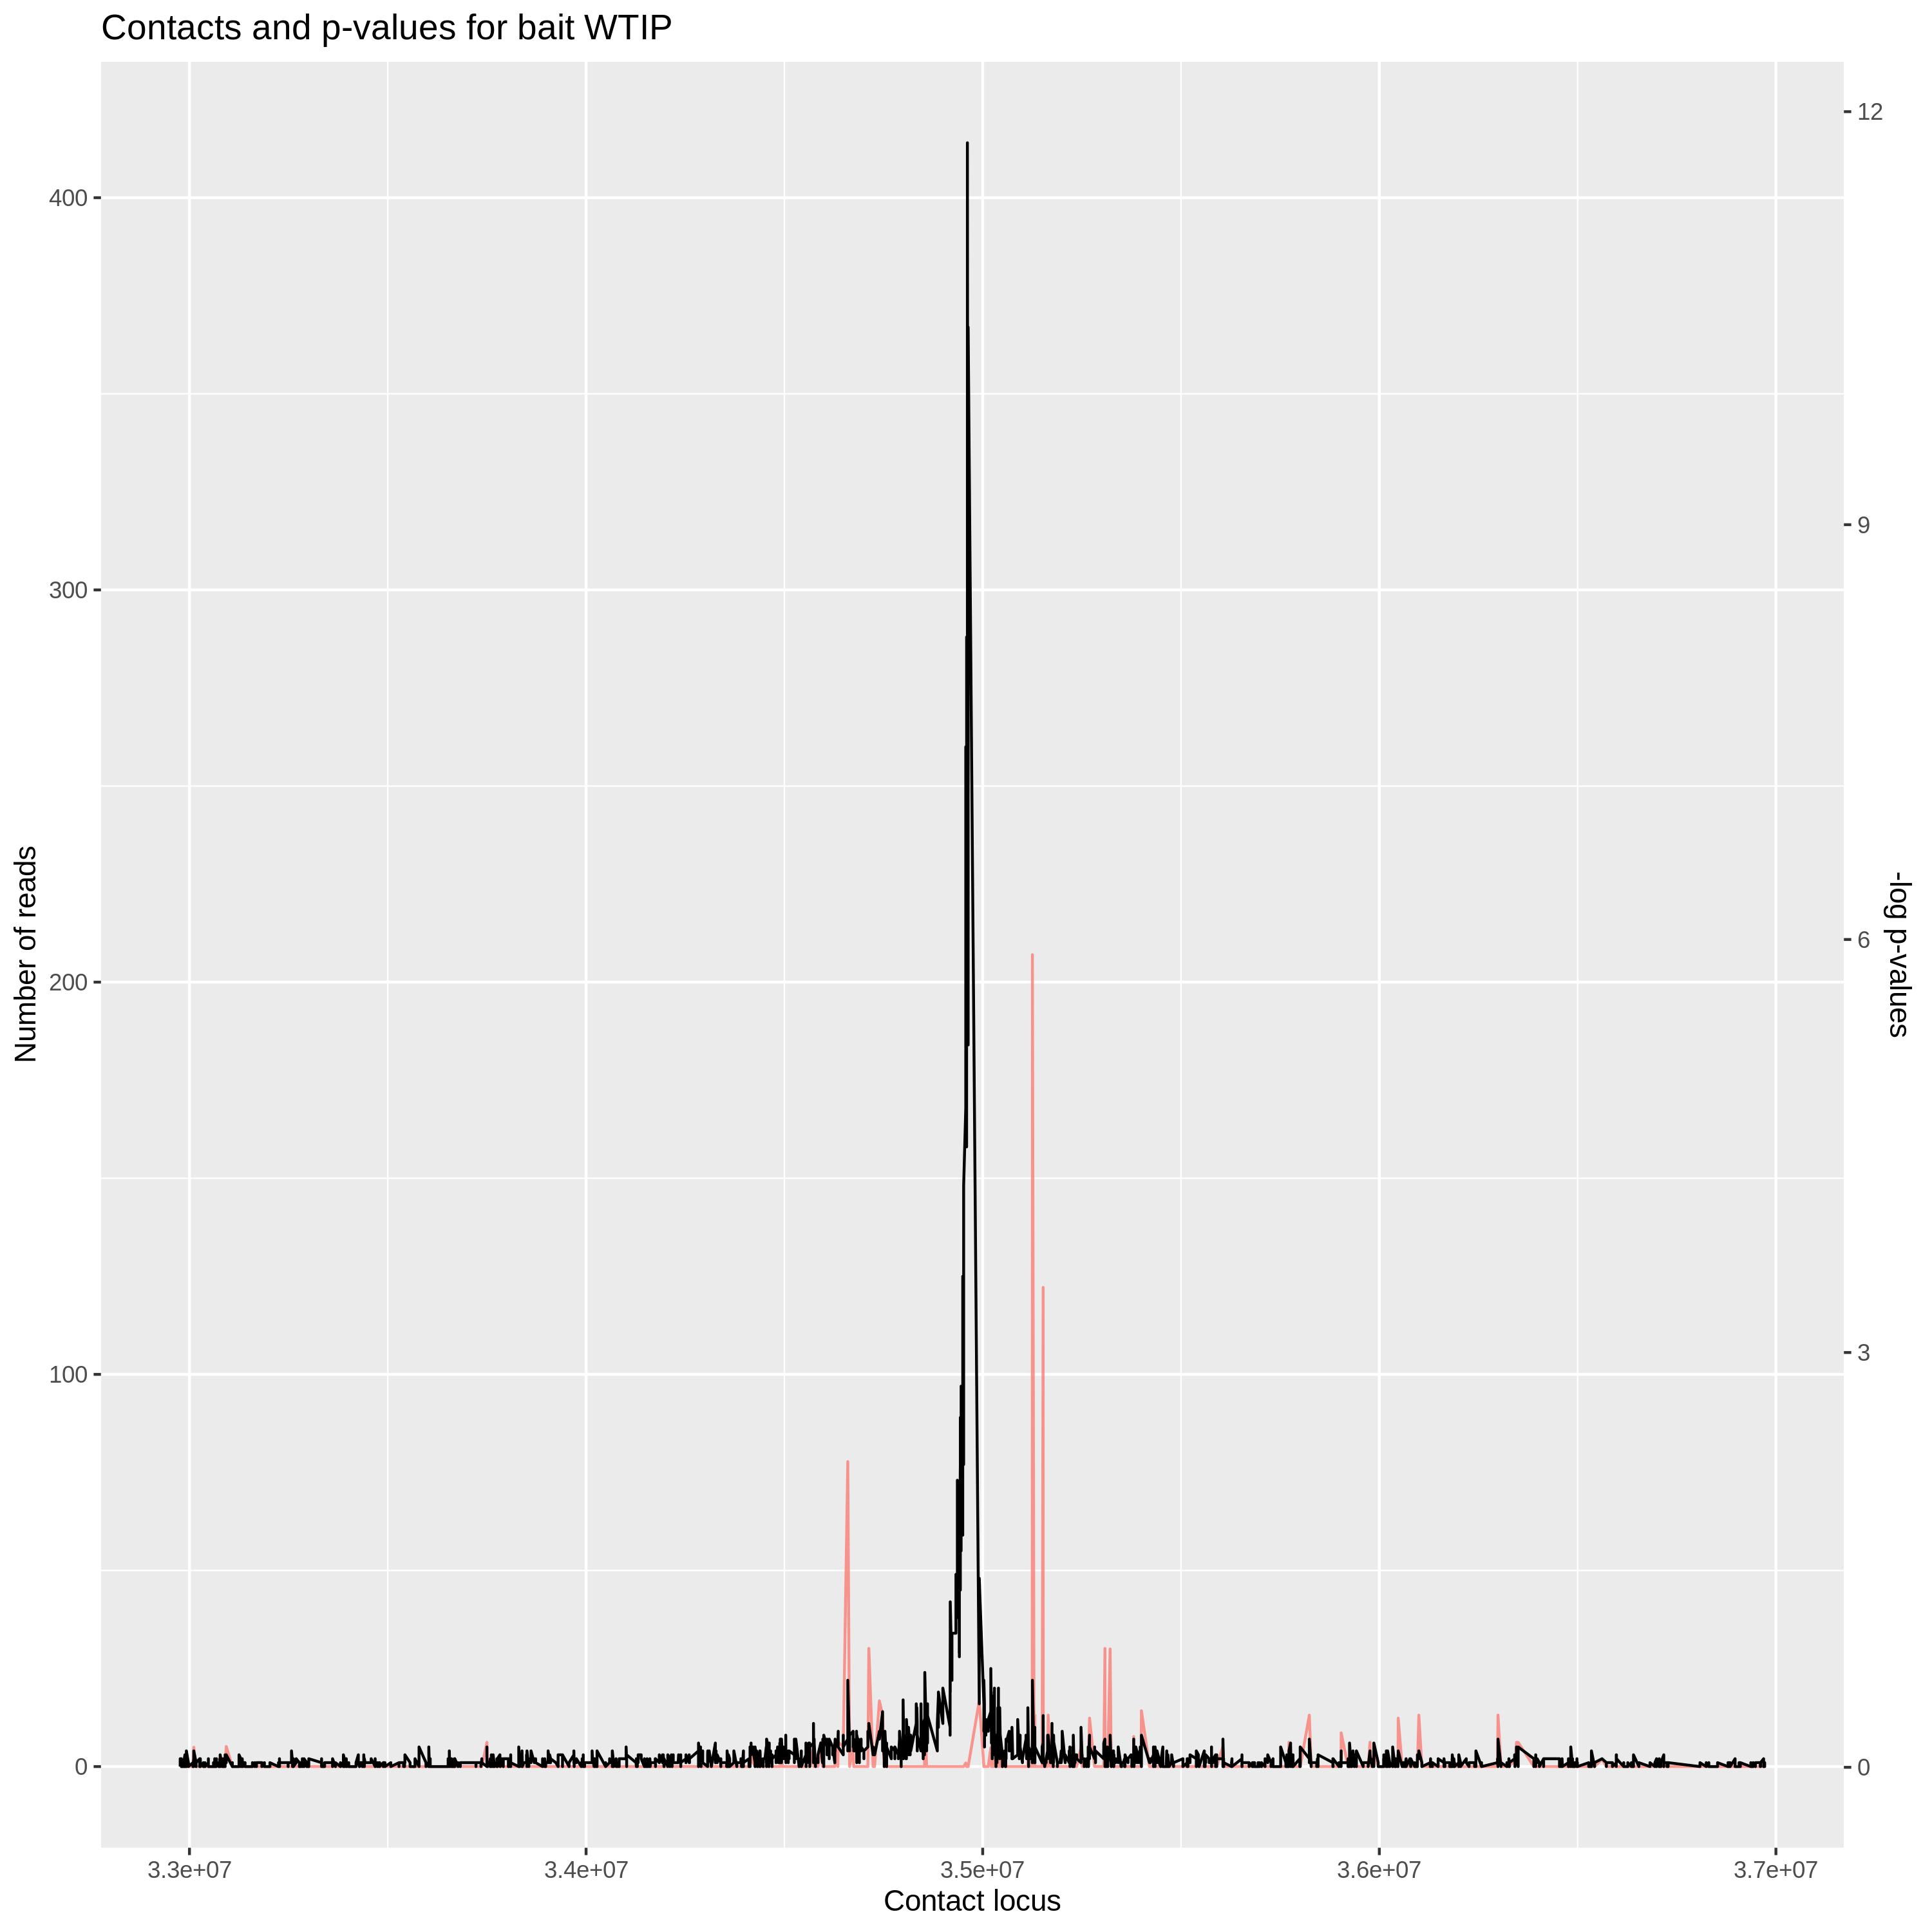 Contacts and p-values for bait WTIP
400
300
200
100
0
12
9
6
3
0
Number of reads
-log p-values
3.3e+07
3.4e+07
3.5e+07
3.6e+07
3.7e+07
Contact locus